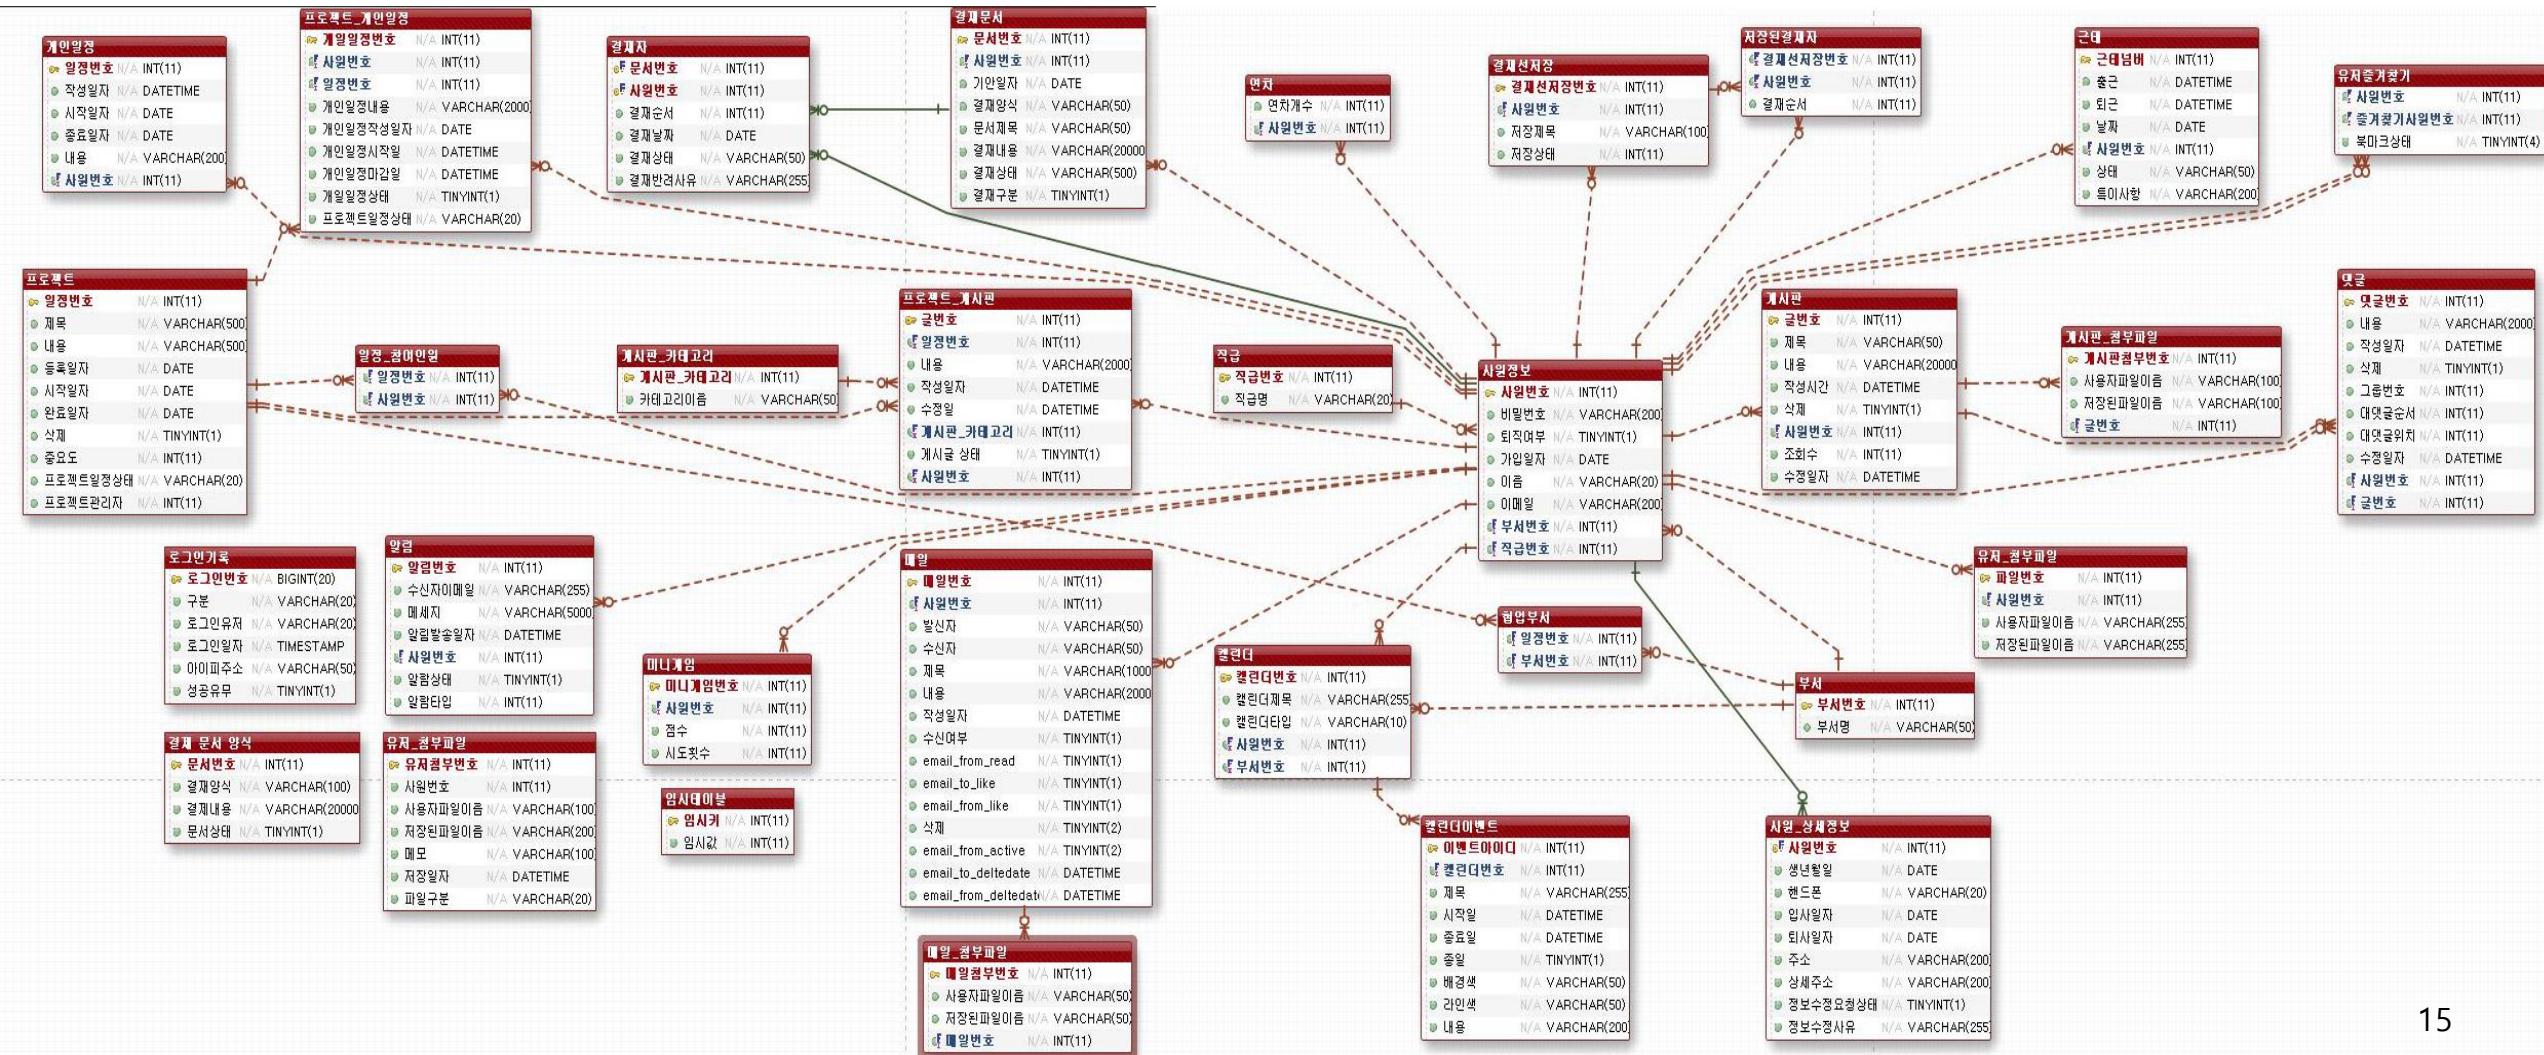 개인일정
일정번호 N/A INT(11)
작성일자 N/A DATETIME
시작일자 N/A DATE
종료일자 N/A DATE
내용 N/A VARCHAR(200)
사원번호 N/A INT(11)
프로젝트_개인일정
개일일정번호 N/A INT(11)
사원번호 N/A INT(11)
일정번호 N/A INT(11)
개인일정내용 N/A VARCHAR(2000)
개인일정작성일자 N/A DATE
개인일정시작일 N/A DATETIME
개인일정마감일 N/A DATETIME
개일일정상태 N/A TINYINT(1)
프로젝트일정상태 N/A VARCHAR(20)
결재자
문서번호 N/A INT(11)
사원번호 N/A INT(11)
결재순서 N/A INT(11)
결재날짜 N/A DATE
결재상태 N/A VARCHAR(50)
결재반려사유 N/A VARCHAR(255)
결재문서
문서번호 N/A INT(11)
사원번호 N/A INT(11)
기안일자 N/A DATE
결재양식 N/A VARCHAR(50)
문서제목 N/A VARCHAR(50)
결재내용 N/A VARCHAR(20000
결재상태 N/A VARCHAR(500)
결재구분 N/A TINYINT(1)
연차
연차개수 N/A INT(11)
사원번호 N/A INT(11)
결재선저장
결재선저장번호 N/A INT(11)
사원번호 N/A INT(11)
저장제목 N/A VARCHAR(100)
저장상태 N/A INT(11)
저장된결재자
결재선저장번호 N/A INT(11)
사원번호 N/A INT(11)
결재순서 N/A INT(11)
근태
근태넘버 N/A INT(11)
출근 N/A DATETIME
퇴근 N/A DATETIME
날짜 N/A DATE
사원번호 N/A INT(11)
상태 N/A VARCHAR(50)
특이사항 N/A VARCHAR(200)
유저즐겨찾기
사원번호 N/A INT(11)
즐겨찾기사원번호 N/A INT(11)
북마크상태 N/A TINYINT(4)
프로젝트
일정번호 N/A INT(11)
제목 N/A VARCHAR(500)
내용 N/A VARCHAR(500)
등록일자 N/A DATE
시작일자 N/A DATE
완료일자 N/A DATE
삭제 N/A TINYINT(1)
중요도 N/A INT(11)
프로젝트일정상태 N/A VARCHAR(20)
프로젝트관리자 N/A INT(11)
일정_참여인원
일정번호 N/A INT(11)
사원번호 N/A INT(11)
게시판_카테고리
게시판_카테고리 N/A INT(11)
카테고리이름 N/A VARCHAR(50)
프로젝트_게시판
글번호 N/A INT(11)
일정번호 N/A INT(11)
내용 N/A VARCHAR(2000)
작성일자 N/A DATETIME
수정일 N/A DATETIME
게시판_카테고리 N/A INT(11)
게시글 상태 N/A TINYINT(1)
사원번호 N/A INT(11)
직급
직급번호 N/A INT(11)
직급명 N/A VARCHAR(20)
사원정보
사원번호 N/A INT(11)
비밀번호 N/A VARCHAR(200)
퇴직여부 N/A TINYINT(1)
가입일자 N/A DATE
이름 N/A VARCHAR(20)
이메일 N/A VARCHAR(200)
부서번호 N/A INT(11)
직급번호 N/A INT(11)
게시판
글번호 N/A INT(11)
제목 N/A VARCHAR(50)
내용 N/A VARCHAR(20000
작성시간 N/A DATETIME
삭제 N/A TINYINT(1)
사원번호 N/A INT(11)
조회수 N/A INT(11)
수정일자 N/A DATETIME
게시판_첨부파일
게시판첨부번호 N/A INT(11)
사용자파일이름 N/A VARCHAR(100)
저장된파일이름 N/A VARCHAR(100)
글번호 N/A INT(11)
댓글
댓글번호 N/A INT(11)
내용 N/A VARCHAR(2000)
작성일자 N/A DATETIME
삭제 N/A TINYINT(1)
그룹번호 N/A INT(11)
대댓글순서 N/A INT(11)
대댓글위치 N/A INT(11)
수정일자 N/A DATETIME
사원번호 N/A INT(11)
글번호 N/A INT(11)
로그인기록
로그인번호 N/A BIGINT(20)
구분 N/A VARCHAR(20)
로그인유저 N/A VARCHAR(20)
로그인일자 N/A TIMESTAMP
아이피주소 N/A VARCHAR(50)
성공유무 N/A TINYINT(1)
알림
알림번호 N/A INT(11)
수신자이메일 N/A VARCHAR(255)
메세지 N/A VARCHAR(5000)
알림발송일자 N/A DATETIME
사원번호 N/A INT(11)
알람상태 N/A TINYINT(1)
알람타입 N/A INT(11)
미니게임
미니게임번호 N/A INT(11)
사원번호 N/A INT(11)
점수 N/A INT(11)
시도횟수 N/A INT(11)
메일
메일번호 N/A INT(11)
사원번호 N/A INT(11)
발신자 N/A VARCHAR(50)
수신자 N/A VARCHAR(50)
제목 N/A VARCHAR(1000
내용 N/A VARCHAR(2000
작성일자 N/A DATETIME
수신여부 N/A TINYINT(1)
email_from_read N/A TINYINT(1)
email_to_like N/A TINYINT(1)
email_from_like N/A TINYINT(1)
삭제 N/A TINYINT(2)
email_from_active N/A TINYINT(2)
email_to_deltedate N/A DATETIME
email_from_deltedate N/A DATETIME
협업부서
일정번호 N/A INT(11)
부서번호 N/A INT(11)
유저_첨부파일
파일번호 N/A INT(11)
사원번호 N/A INT(11)
사용자파일이름 N/A VARCHAR(255)
저장된파일이름 N/A VARCHAR(255)
캘린더
캘린더번호 N/A INT(11)
캘린더제목 N/A VARCHAR(255)
캘린더타입 N/A VARCHAR(10)
사원번호 N/A INT(11)
부서번호 N/A INT(11)
부서
부서번호 N/A INT(11)
부서명 N/A VARCHAR(50)
결재 문서 양식
문서번호 N/A INT(11)
결재양식 N/A VARCHAR(100)
결제내용 N/A VARCHAR(20000
문서상태 N/A TINYINT(1)
유저_첨부파일
유저첨부번호 N/A INT(11)
사원번호 N/A INT(11)
사용자파일이름 N/A VARCHAR(100)
저장된파일이름 N/A VARCHAR(200)
메모 N/A VARCHAR(100)
저장일자 N/A DATETIME
파일구분 N/A VARCHAR(20)
임시테이블
임시키 N/A INT(11)
임시값 N/A INT(11)
캘린더이벤트
이벤트아이디 N/A INT(11)
캘린더번호 N/A INT(11)
제목 N/A VARCHAR(255)
시작일 N/A DATETIME
종료일 N/A DATETIME
종일 N/A TINYINT(1)
배경색 N/A VARCHAR(50)
라인색 N/A VARCHAR(50)
내용 N/A VARCHAR(200)
사원_상세정보
사원번호 N/A INT(11)
생년월일 N/A DATE
핸드폰 N/A VARCHAR(20)
입사일자 N/A DATE
퇴사일자 N/A DATE
주소 N/A VARCHAR(200)
상세주소 N/A VARCHAR(200)
정보수정요청상태 N/A TINYINT(1)
정보수정사유 N/A VARCHAR(255)
메일_첨부파일
메일첨부번호 N/A INT(11)
사용자파일이름 N/A VARCHAR(50)
저장된파일이름 N/A VARCHAR(50)
메일번호 N/A INT(11)
15